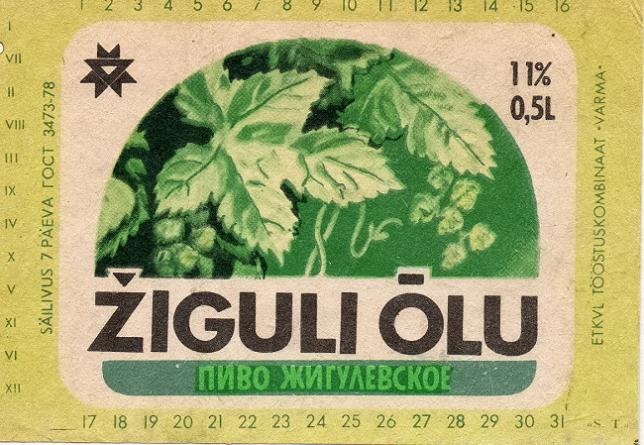 1 2 3 4 5 6 7 8 9 10 11 12 13 14 15 16
I
VII
II
VIII
III
IX
IV
X
V
XI
VI
XII
SÄILIVUS 7 PÄEVA ГОСТ 3473-78
11%
0,5L
ŽIGULI ÕLU
ПИВО ЖИГУЛЕВСКОЕ
ETKVL TÖÖSTUSKOMBINAAT •VARMA•
17 18 19 20 21 22 23 24 25 26 27 28 29 30 31 «S. T.»